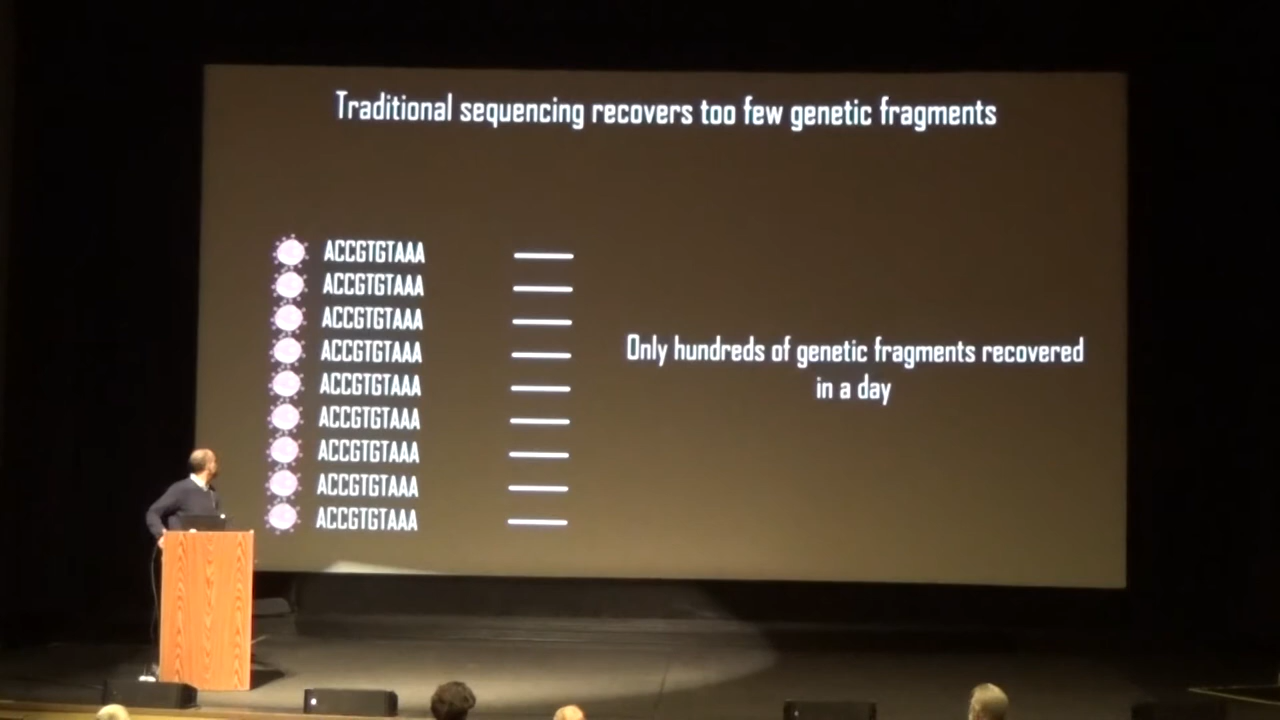 Traditional sequencing recovers too few genetic fragments
ACCGTGTAAA
ACCGTGTAAA
ACCGTGTAAA
ACCGTGTAAA
ACCGTGTAAA
ACCGTGTAAA
ACCGTGTAAA
ACCGTGTAAA
ACCGTGTAAA
Only hundreds of genetic fragments recovered
in a day